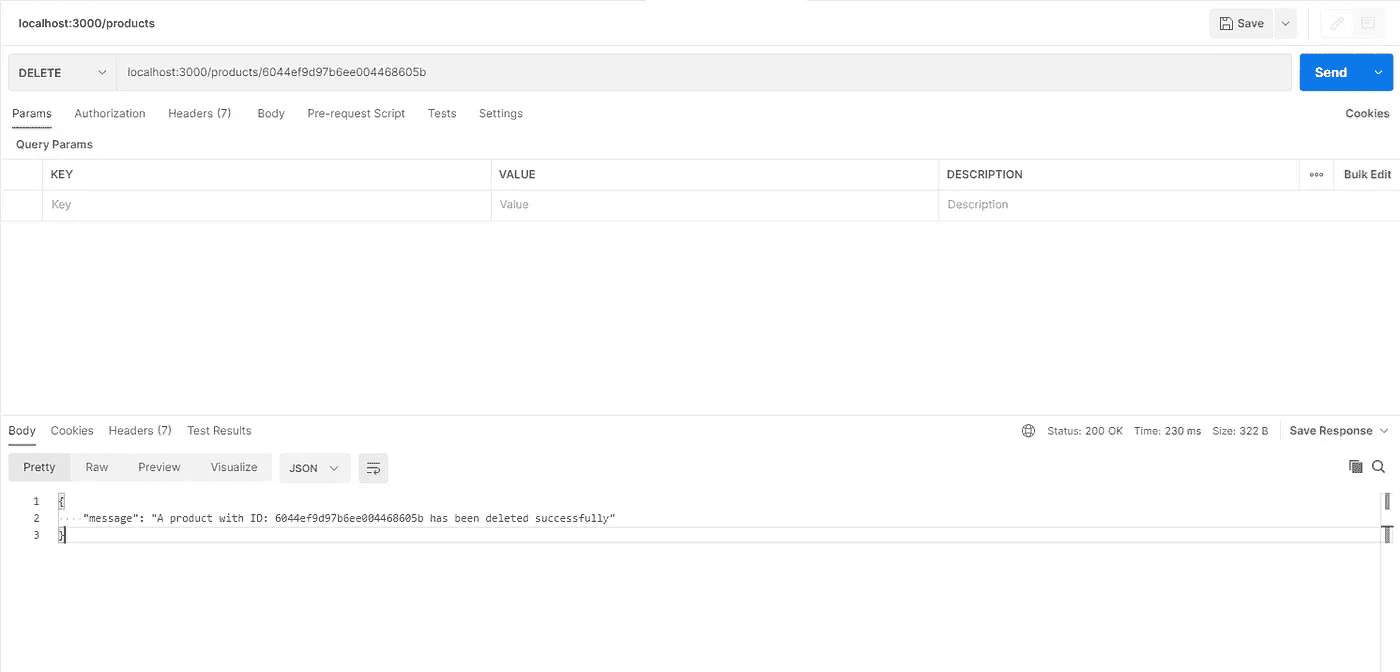 localhost:3000/products
Save
DELETE
localhost:3000/products/6044ef9d97b6ee004468605b
Send
Params Authorization Headers (7) Body Pre-request Script Tests Settings Cookies
Query Params
KEY VALUE DESCRIPTION ooo Bulk Edit
Key Value Description
Body Cookies Headers (7) Test Results Status: 200 OK Time: 230 ms Size: 322 B Save Response
Pretty Raw Preview Visualize JSON
1 {
2 "message": "A product with ID: 6044ef9d97b6ee004468605b has been deleted successfully"
3 }